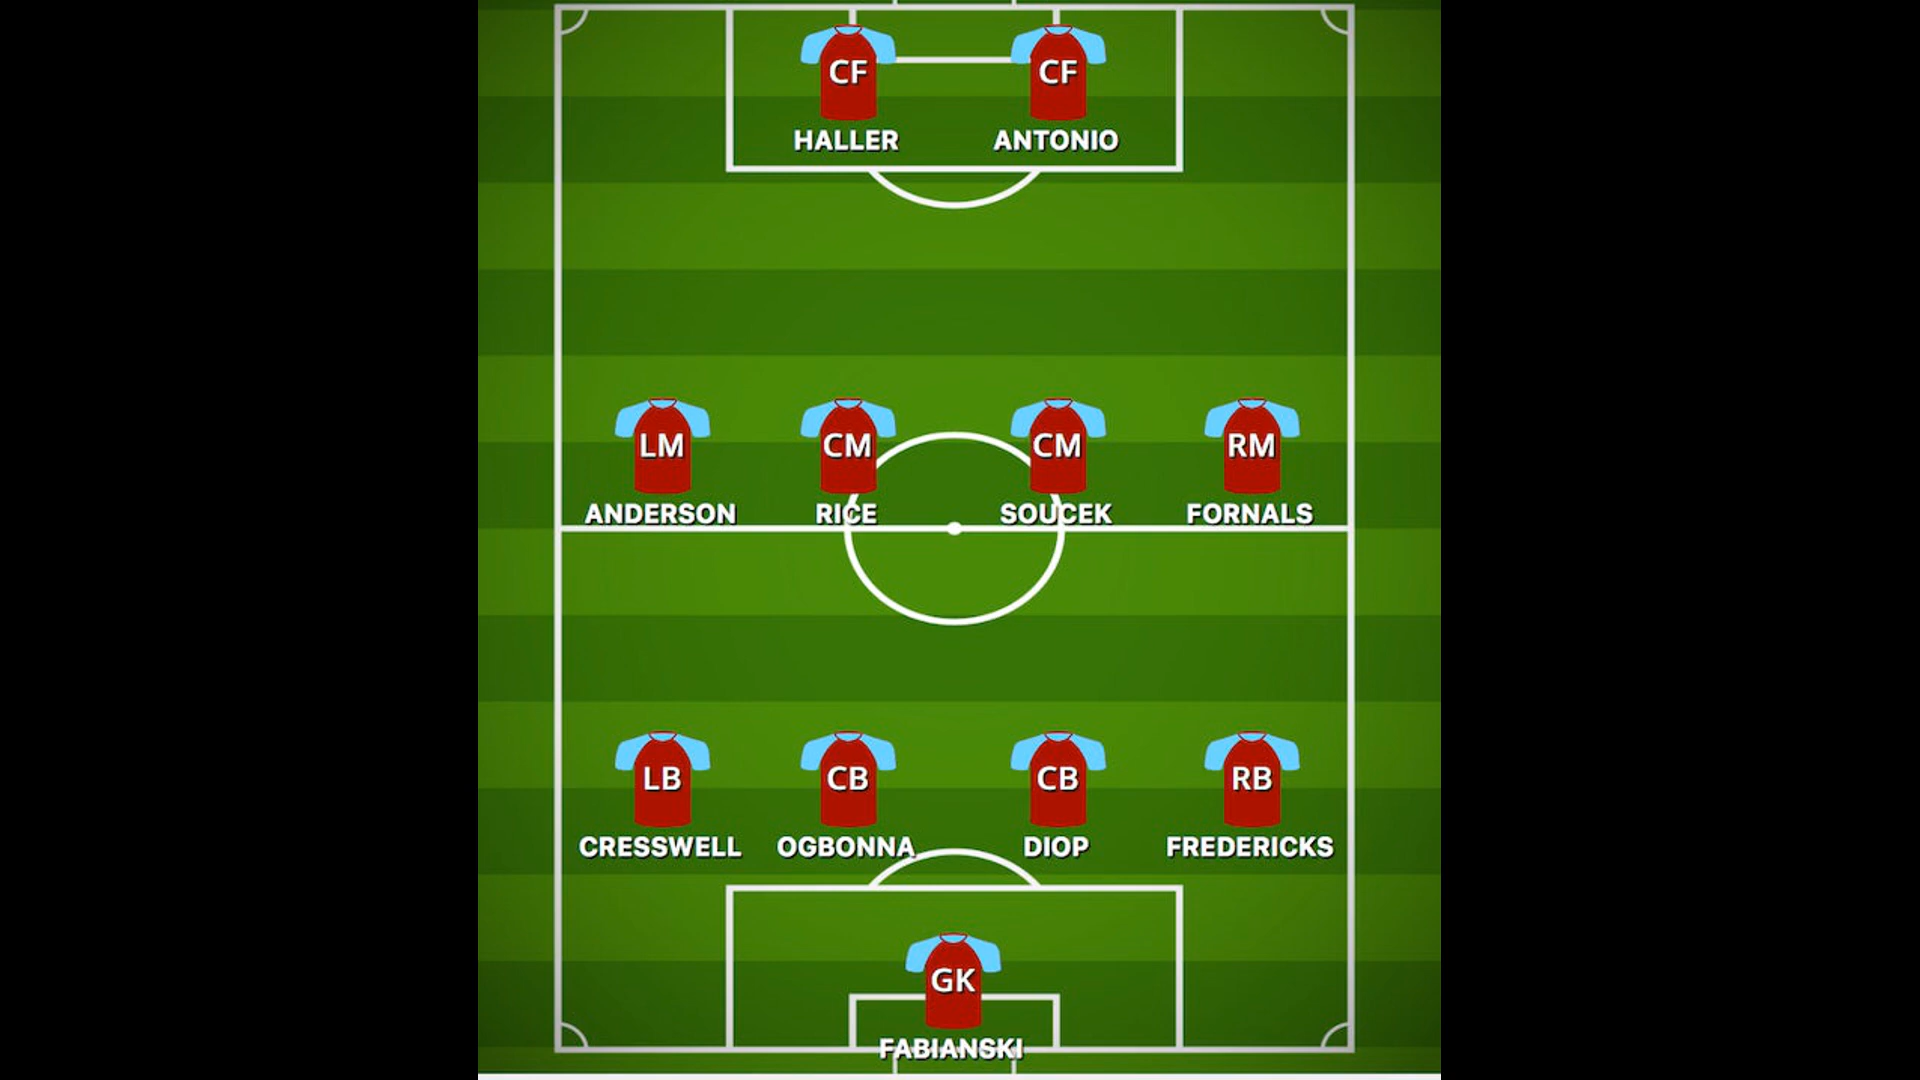 CF CF
HALLER ANTONIO
LM CM CM RM
ANDERSON RICE SOUCEK FORNALS
LB CB CB RB
CRESSWELL OGBONNA DIOP FREDERICKS
GK
FABIANSKI